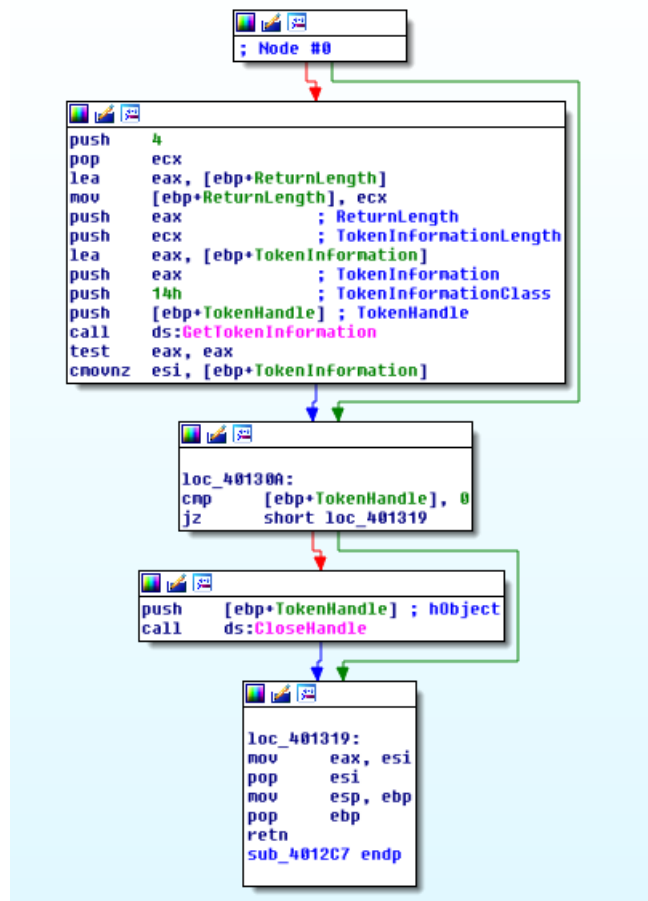 ; Node #0
push 4
pop ecx
lea eax, [ebp+ReturnLength]
mov [ebp+ReturnLength], ecx
push eax ; ReturnLength
push ecx ; TokenInformationLength
lea eax, [ebp+TokenInformation]
push eax ; TokenInformation
push 14h ; TokenInformationClass
push [ebp+TokenHandle] ; TokenHandle
call ds:GetTokenInformation
test eax, eax
cmovnz esi, [ebp+TokenInformation]
loc_40130A:
cmp [ebp+TokenHandle], 0
jz short loc_401319
push [ebp+TokenHandle] ; hObject
call ds:CloseHandle
loc_401319:
mov eax, esi
pop esi
mov esp, ebp
pop ebp
retn
sub_4012C7 endp